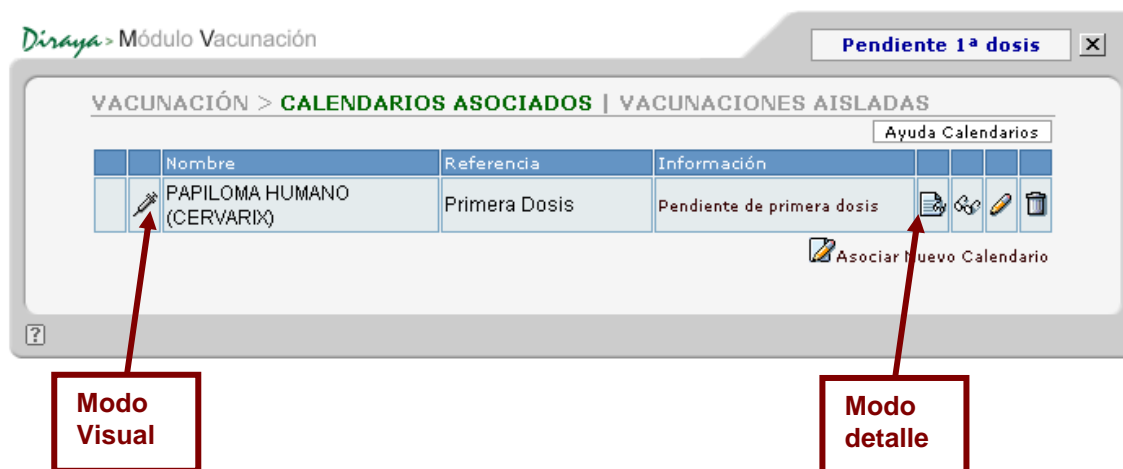 Diraya> Módulo Vacunación
Pendiente 1ª dosis
X
VACUNACIÓN > CALENDARIOS ASOCIADOS | VACUNACIONES AISLADAS
Ayuda Calendarios
Nombre Referencia Información
PAPILOMA HUMANO
(CERVARIX)
Primera Dosis
Pendiente de primera dosis
Asociar Nuevo Calendario
?
Modo
Visual
Modo
detalle